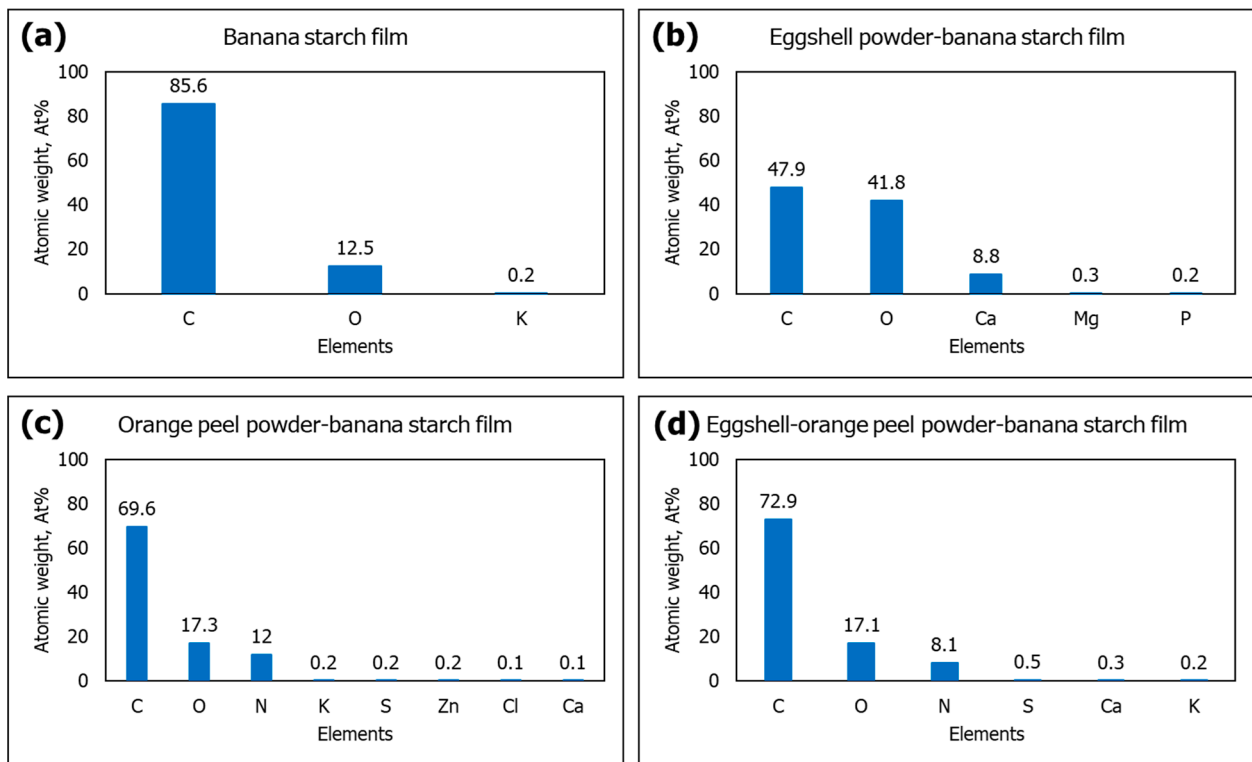 (a) Banana starch film
Atomic weight, At%
100
80
60
40
20
0
85.6
12.5
0.2
C O K
Elements
(b) Eggshell powder-banana starch film
Atomic weight, At%
100
80
60
40
20
0
47.9
41.8
8.8
0.3
0.2
C O Ca Mg P
Elements
(c) Orange peel powder-banana starch film
Atomic weight, At%
100
80
60
40
20
0
69.6
17.3
12
0.2
0.2
0.2
0.1
0.1
C O N K S Zn Cl Ca
Elements
(d) Eggshell-orange peel powder-banana starch film
Atomic weight, At%
100
80
60
40
20
0
72.9
17.1
8.1
0.5
0.3
0.2
C O N S Ca K
Elements